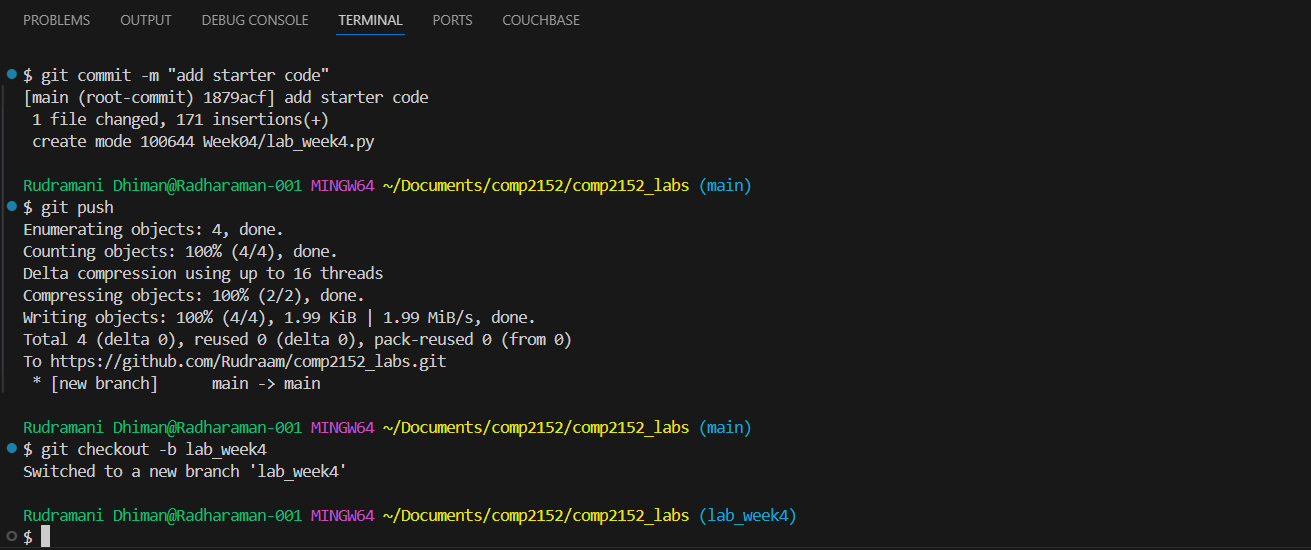 PROBLEMS OUTPUT DEBUG CONSOLE TERMINAL PORTS COUCHBASE
$ git commit -m "add starter code"
[main (root-commit) 1879acf] add starter code
 1 file changed, 171 insertions(+)
 create mode 100644 Week04/lab_week4.py
Rudramani Dhiman@Radharaman-001 MINGW64 ~/Documents/comp2152/comp2152_labs (main)
$ git push
Enumerating objects: 4, done.
Counting objects: 100% (4/4), done.
Delta compression using up to 16 threads
Compressing objects: 100% (2/2), done.
Writing objects: 100% (4/4), 1.99 KiB | 1.99 MiB/s, done.
Total 4 (delta 0), reused 0 (delta 0), pack-reused 0 (from 0)
To https://github.com/Rudraam/comp2152_labs.git
 * [new branch]      main -> main
Rudramani Dhiman@Radharaman-001 MINGW64 ~/Documents/comp2152/comp2152_labs (main)
$ git checkout -b lab_week4
Switched to a new branch 'lab_week4'
Rudramani Dhiman@Radharaman-001 MINGW64 ~/Documents/comp2152/comp2152_labs (lab_week4)
$